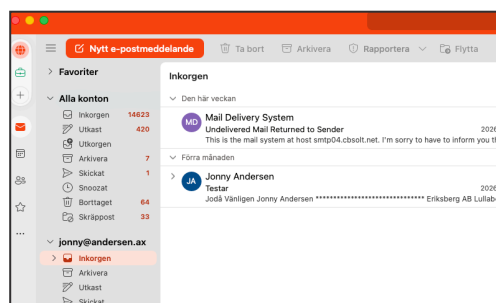 Nytt e-postmeddelande
Ta bort
Arkivera
Rapportera
Flytta
Favoriter
Alla konton
Inkorgen 14623
Utkast 420
Utkorgen
Arkivera 7
Skickat 1
Snoozat
Borttaget 64
Skräppost 33
jonny@andersen.ax
Inkorgen
Arkivera
Utkast
Skickat
Inkorgen
Den här veckan
MD
Mail Delivery System
Undelivered Mail Returned to Sender 2026
This is the mail system at host smtp04.cbsolt.net. I'm sorry to have to inform you
Förra månaden
JA
Jonny Andersen
Testar 2026
Jodå Vänligen Jonny Andersen ******************************** Eriksberg AB